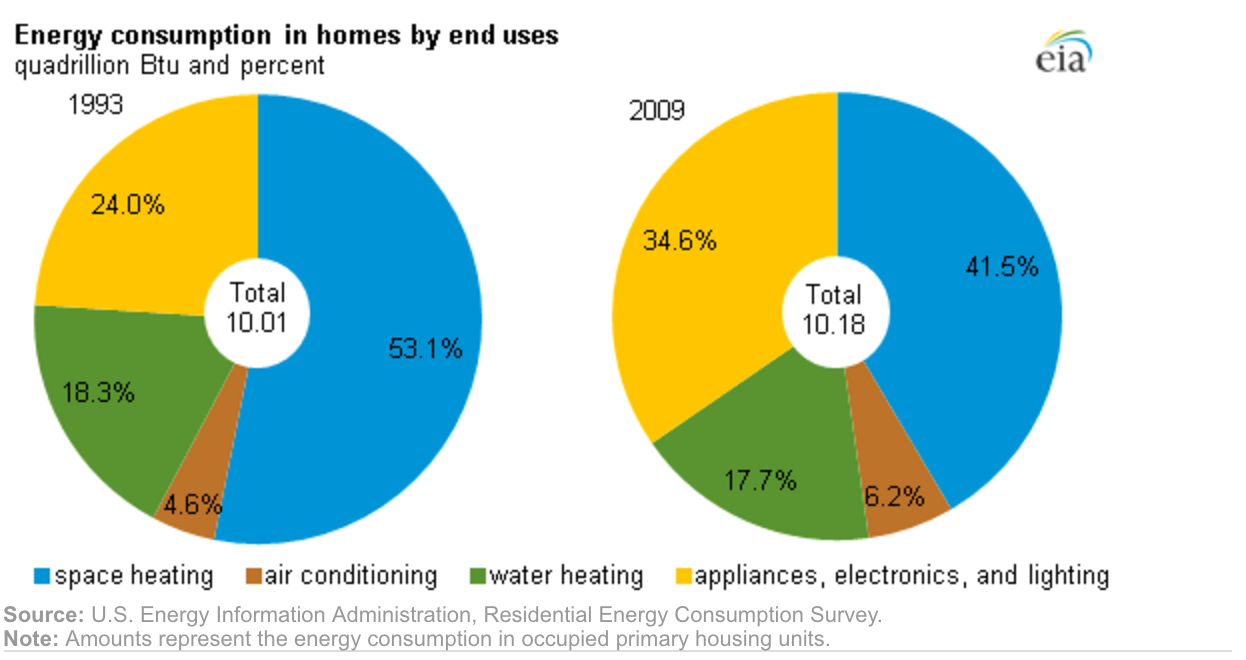 Energy consumption in homes by end uses
quadrillion Btu and percent
eia
1993
24.0%
18.3%
4.6%
53.1%
Total
10.01
2009
34.6%
17.7%
6.2%
41.5%
Total
10.18
space heating air conditioning water heating appliances, electronics, and lighting
Source: U.S. Energy Information Administration, Residential Energy Consumption Survey.
Note: Amounts represent the energy consumption in occupied primary housing units.